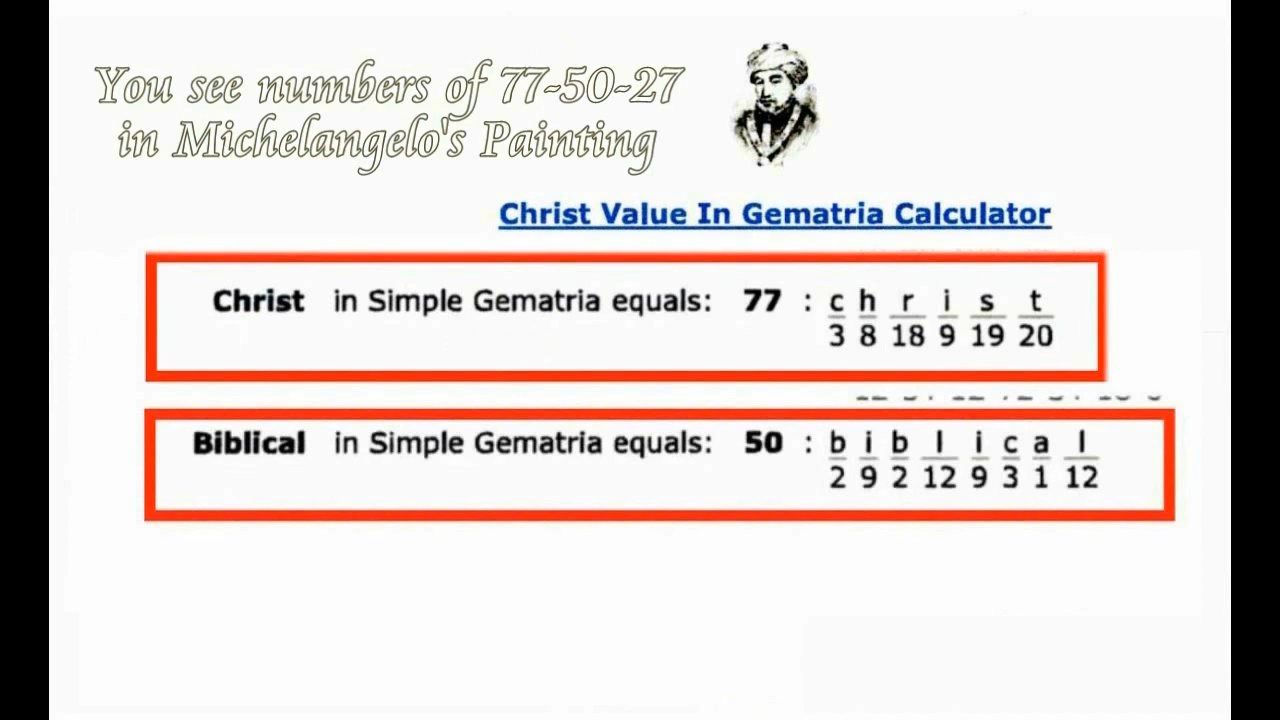 You see numbers of 77-50-27
in Michelangelo's Painting
Christ Value In Gematria Calculator
Christ in Simple Gematria equals: 77 : c h r i s t
3 8 18 9 19 20
Biblical in Simple Gematria equals: 50 : b i b l i c a l
2 9 2 12 9 3 1 12